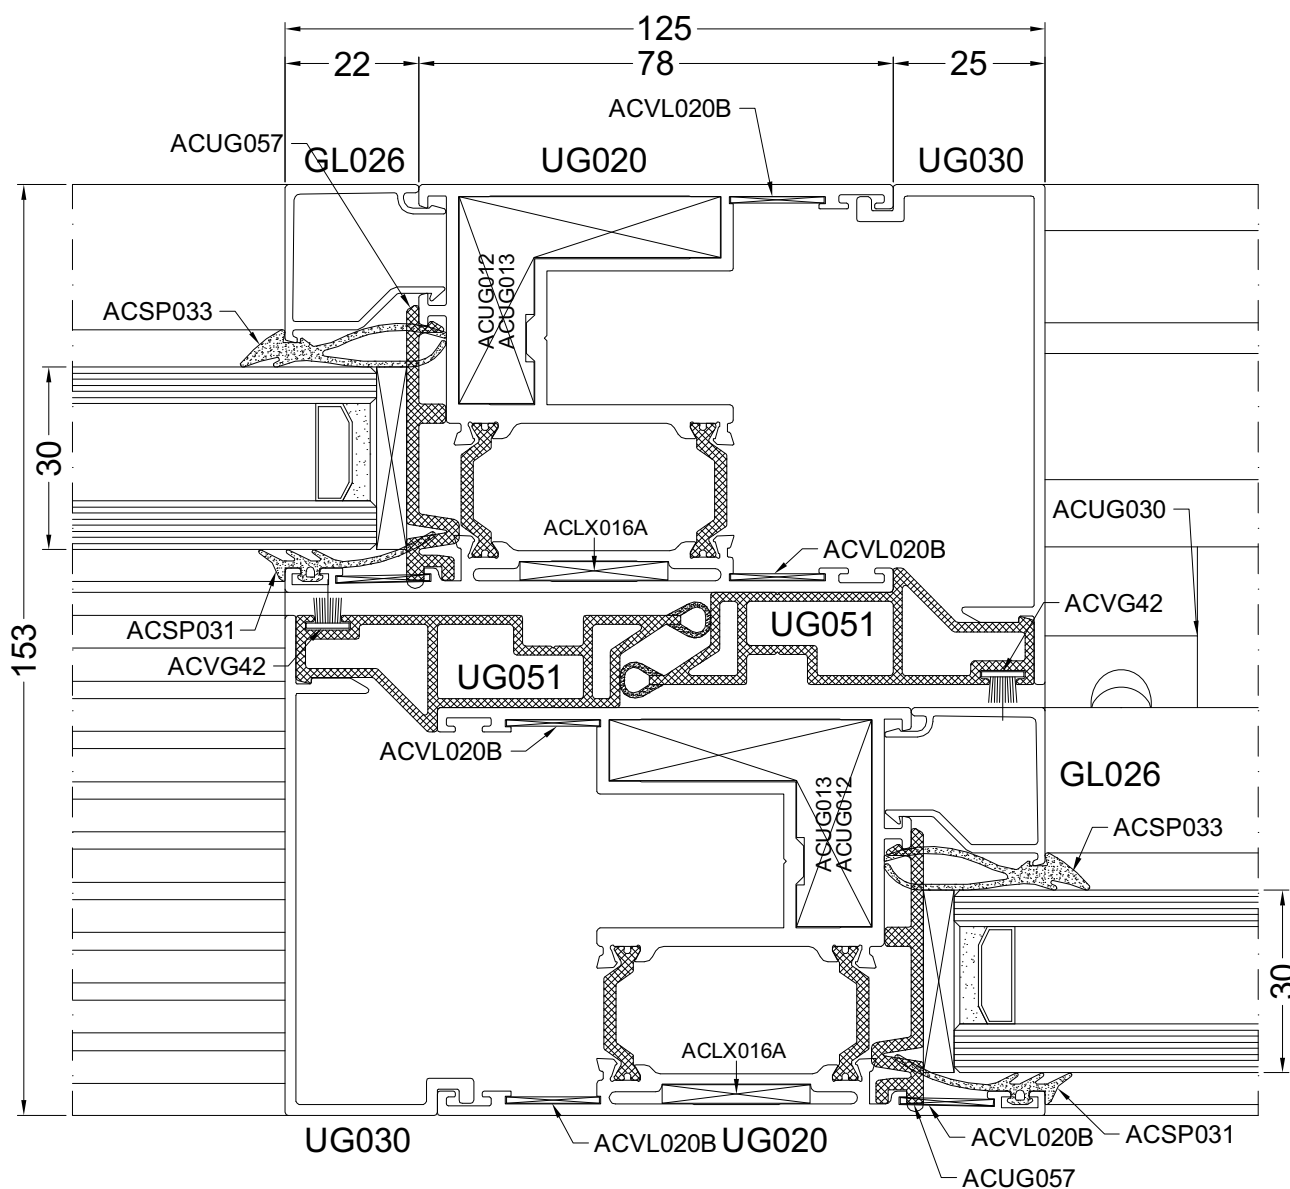 125
22
78
25
ACVL020B
ACUG057
GL026
UG020
UG030
ACUG012
ACUG013
ACSP033
30
ACUG030
ACLX016A
ACVL020B
ACVG42
ACSP031
UG051
153
ACVG42
UG051
ACVL020B
GL026
ACUG013
ACUG012
ACSP033
30
ACLX016A
UG030
ACVL020B
UG020
ACVL020B
ACSP031
ACUG057